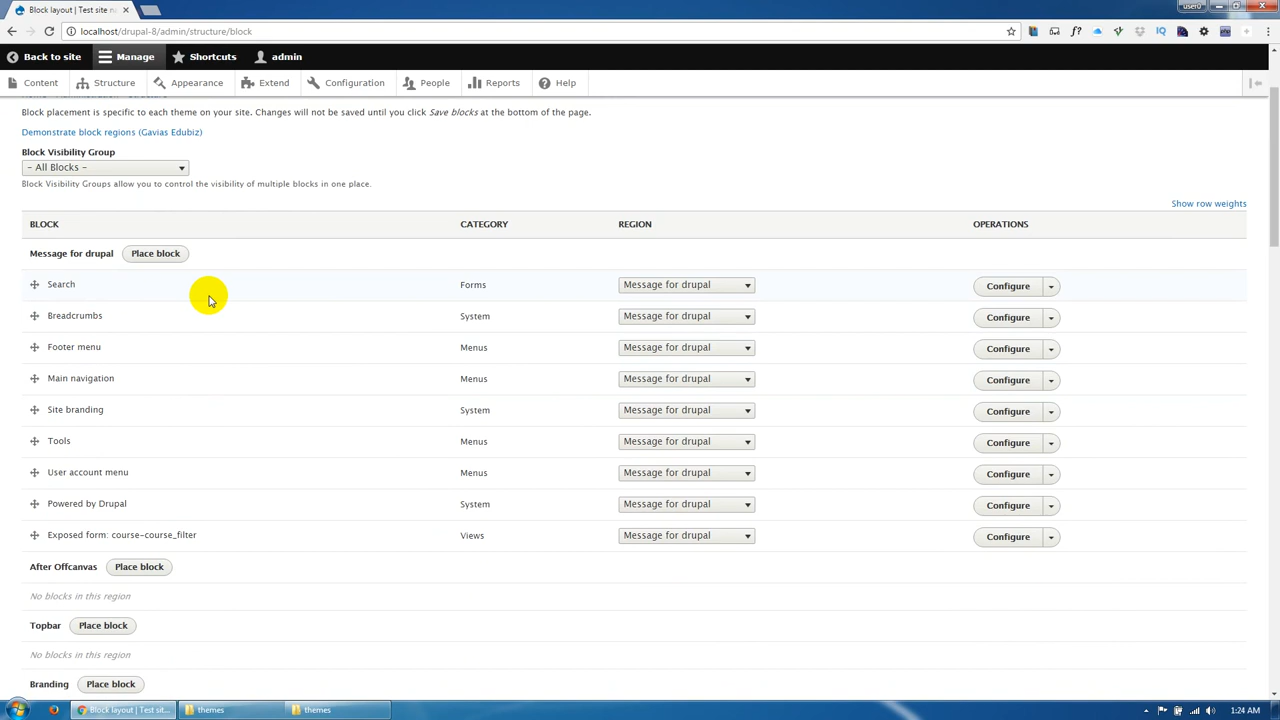 Block layout | Test site n
user0
localhost/drupal-8/admin/structure/block
Back to site
Manage
Shortcuts
admin
Content
Structure
Appearance
Extend
Configuration
People
Reports
Help
Block placement is specific to each theme on your site. Changes will not be saved until you click Save blocks at the bottom of the page.
Demonstrate block regions (Gavias Edubiz)
Block Visibility Group
- All Blocks -
Block Visibility Groups allow you to control the visibility of multiple blocks in one place.
Show row weights
BLOCK CATEGORY REGION OPERATIONS
Message for drupal Place block
Search Forms Message for drupal Configure
Breadcrumbs System Message for drupal Configure
Footer menu Menus Message for drupal Configure
Main navigation Menus Message for drupal Configure
Site branding System Message for drupal Configure
Tools Menus Message for drupal Configure
User account menu Menus Message for drupal Configure
Powered by Drupal System Message for drupal Configure
Exposed form: course-course_filter Views Message for drupal Configure
After Offcanvas Place block
No blocks in this region
Topbar Place block
No blocks in this region
Branding Place block
Block layout | Test sit...
themes
themes
1:24 AM